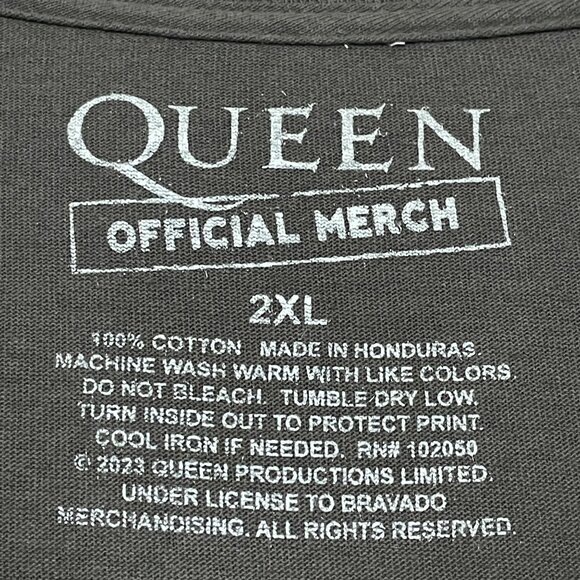 QUEEN
OFFICIAL MERCH
2XL
100% COTTON MADE IN HONDURAS.
MACHINE WASH WARM WITH LIKE COLORS.
DO NOT BLEACH. TUMBLE DRY LOW.
TURN INSIDE OUT TO PROTECT PRINT.
COOL IRON IF NEEDED. RN# 102050
© 2023 QUEEN PRODUCTIONS LIMITED.
UNDER LICENSE TO BRAVADO
MERCHANDISING. ALL RIGHTS RESERVED.